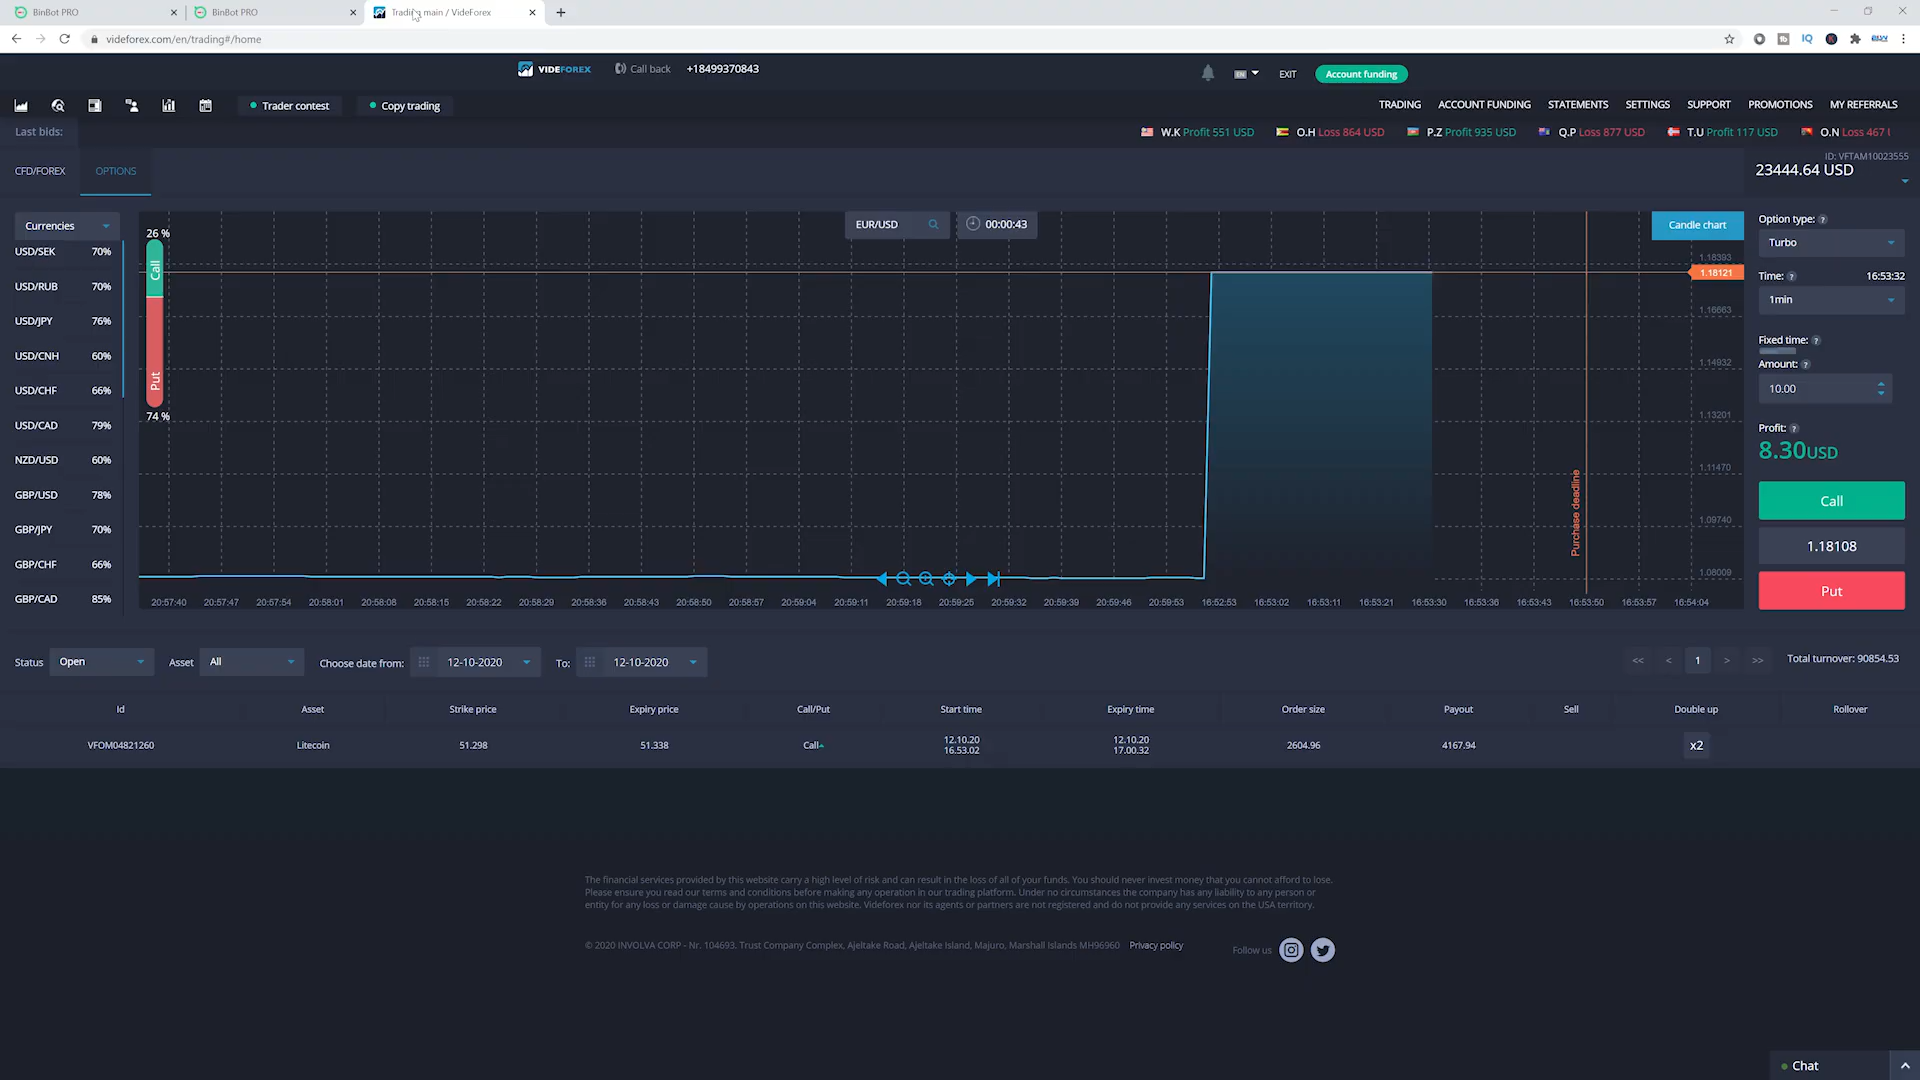 BinBot PRO
BinBot PRO
Trading main / VideForex
videforex.com/en/trading#/home
VIDEFOREX
Call back
+18499370843
EN
EXIT
Account funding
Trader contest
Copy trading
TRADING
ACCOUNT FUNDING
STATEMENTS
SETTINGS
SUPPORT
PROMOTIONS
MY REFERRALS
Last bids:
W.K Profit 551 USD
O.H Loss 864 USD
P.Z Profit 935 USD
Q.P Loss 877 USD
T.U Profit 117 USD
O.N Loss 467
CFD/FOREX
OPTIONS
ID: VFTAM10023555
23444.64 USD
Currencies
USD/SEK 70%
USD/RUB 70%
USD/JPY 76%
USD/CNH 60%
USD/CHF 66%
USD/CAD 79%
NZD/USD 60%
GBP/USD 78%
GBP/JPY 70%
GBP/CHF 66%
GBP/CAD 85%
26 %
Call
Put
74 %
EUR/USD
00:00:43
Candle chart
1.18393
1.18121
1.16663
1.14932
1.13201
1.11470
1.09740
1.08009
Purchase deadline
20:57:40 20:57:47 20:57:54 20:58:01 20:58:08 20:58:15 20:58:22 20:58:29 20:58:36 20:58:43 20:58:50 20:58:57 20:59:04 20:59:11 20:59:18 20:59:25 20:59:32 20:59:39 20:59:46 20:59:53 16:52:53 16:53:02 16:53:11 16:53:21 16:53:30 16:53:36 16:53:43 16:53:50 16:53:57 16:54:04
Option type: ?
Turbo
Time: ? 16:53:32
1min
Fixed time: ?
Amount: ?
10.00
Profit: ?
8.30USD
Call
1.18108
Put
Status Open Asset All Choose date from: 12-10-2020 To: 12-10-2020
<< < 1 > >>
Total turnover: 90854.53
Id Asset Strike price Expiry price Call/Put Start time Expiry time Order size Payout Sell Double up Rollover
VFOM04821260 Litecoin 51.298 51.338 Call 12.10.20 16.53.02 12.10.20 17.00.32 2604.96 4167.94 x2
The financial services provided by this website carry a high level of risk and can result in the loss of all of your funds. You should never invest money that you cannot afford to lose.
Please ensure you read our terms and conditions before making any operation in our trading platform. Under no circumstances the company has any liability to any person or
entity for any loss or damage cause by operations on this website. Videforex nor its agents or partners are not registered and do not provide any services on the USA territory.
© 2020 INVOLVA CORP - Nr. 104693. Trust Company Complex, Ajeltake Road, Ajeltake Island, Majuro, Marshall Islands MH96960 Privacy policy
Follow us
Chat